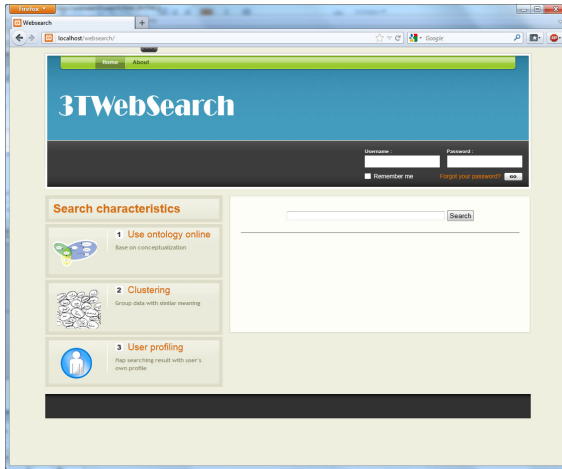 Firefox
Websearch
localhost/websearch/
Google
Home About
3TWebSearch
Username : Password :
Remember me Forgot your password? GO
Search characteristics
Search
1 Use ontology online
Base on conceptualization
2 Clustering
Group data with similar meaning
3 User profiling
Map searching result with user's
own profile